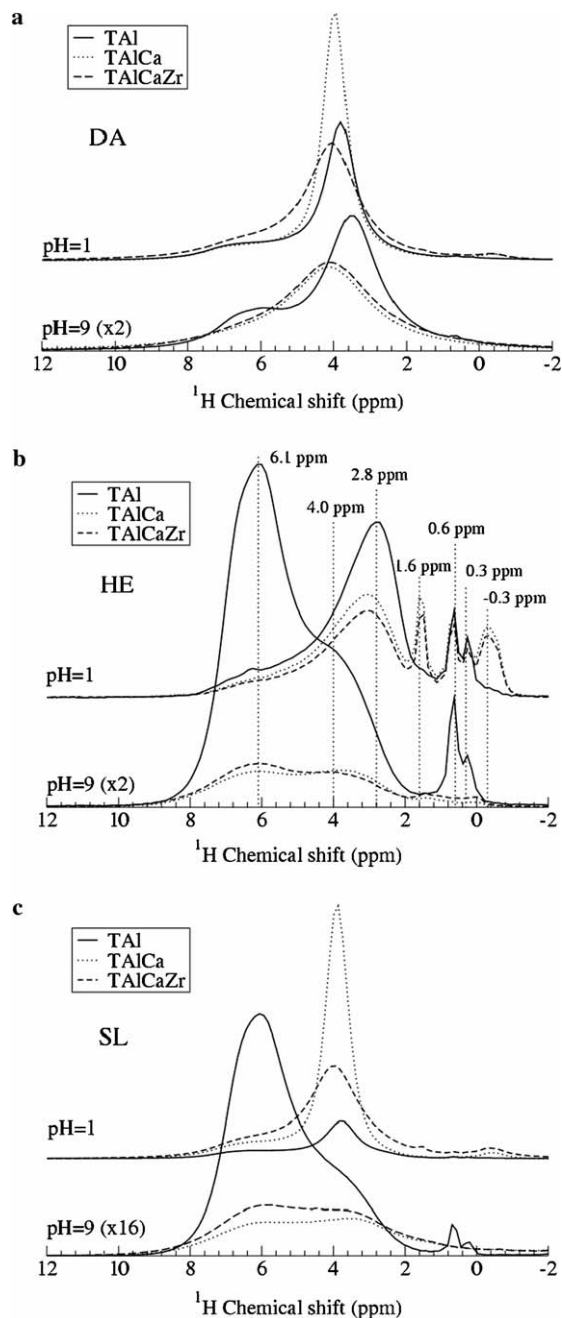 a
TAl
TAlCa
TAlCaZr
DA
pH=1
pH=9 (x2)
12 10 8 6 4 2 0 -2
1H Chemical shift (ppm)
b
TAl
TAlCa
TAlCaZr
HE
6.1 ppm
2.8 ppm
4.0 ppm
0.6 ppm
1.6 ppm
0.3 ppm
-0.3 ppm
pH=1
pH=9 (x2)
12 10 8 6 4 2 0 -2
1H Chemical shift (ppm)
c
TAl
TAlCa
TAlCaZr
SL
pH=1
pH=9 (x16)
12 10 8 6 4 2 0 -2
1H Chemical shift (ppm)